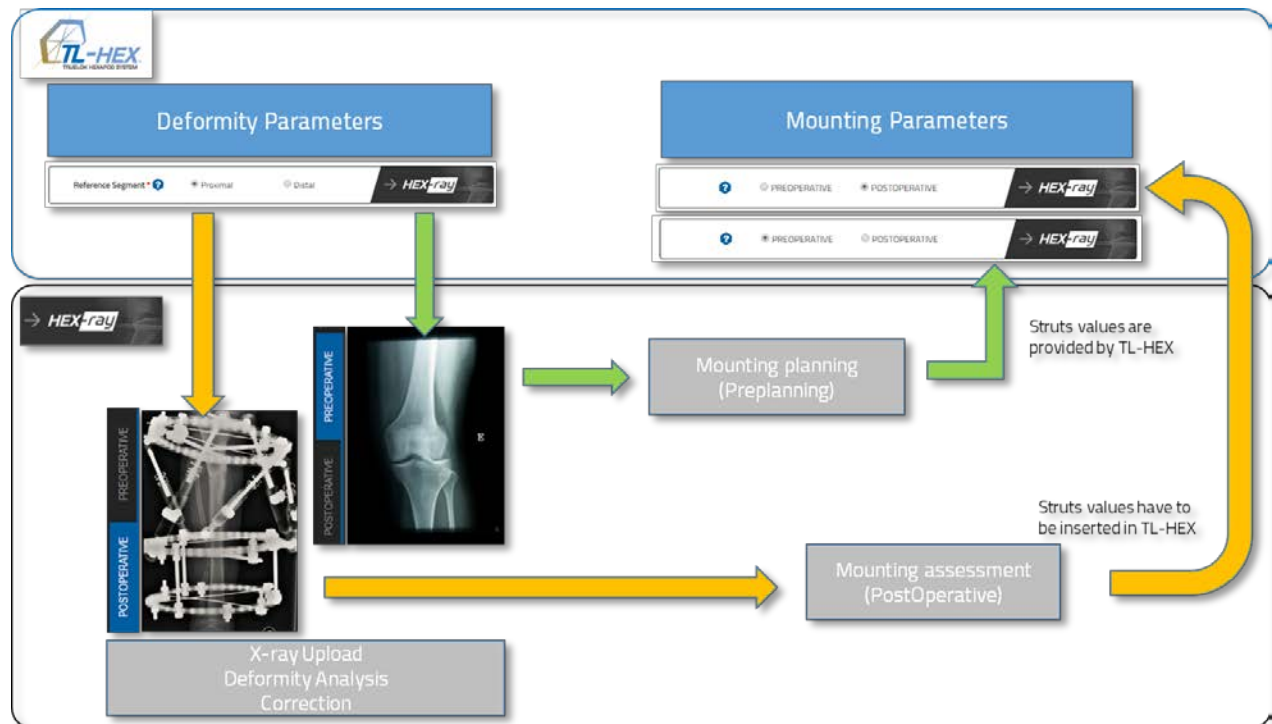 TL-HEX
TRUELOK HEXAPOD SYSTEM
Deformity Parameters
Mounting Parameters
Reference Segment * ? Proximal Distal → HEX-ray
? PREOPERATIVE POSTOPERATIVE → HEX-ray
? PREOPERATIVE POSTOPERATIVE → HEX-ray
→ HEX-ray
PREOPERATIVE
POSTOPERATIVE
E
Mounting planning
(Preplanning)
Struts values are
provided by TL-HEX
PREOPERATIVE
POSTOPERATIVE
Struts values have to
be inserted in TL-HEX
Mounting assessment
(PostOperative)
X-ray Upload
Deformity Analysis
Correction